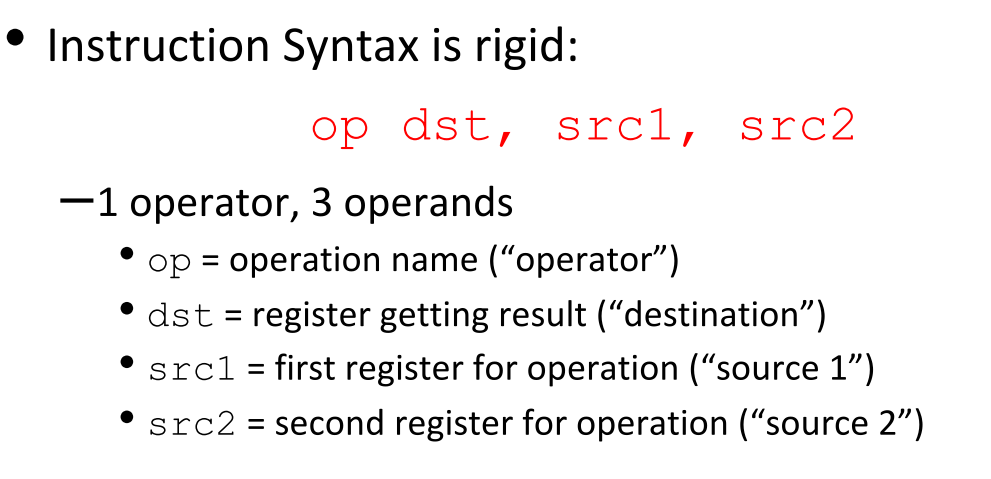 • Instruction Syntax is rigid:
op dst, src1, src2
–1 operator, 3 operands
• op = operation name (“operator”)
• dst = register getting result (“destination”)
• src1 = first register for operation (“source 1”)
• src2 = second register for operation (“source 2”)